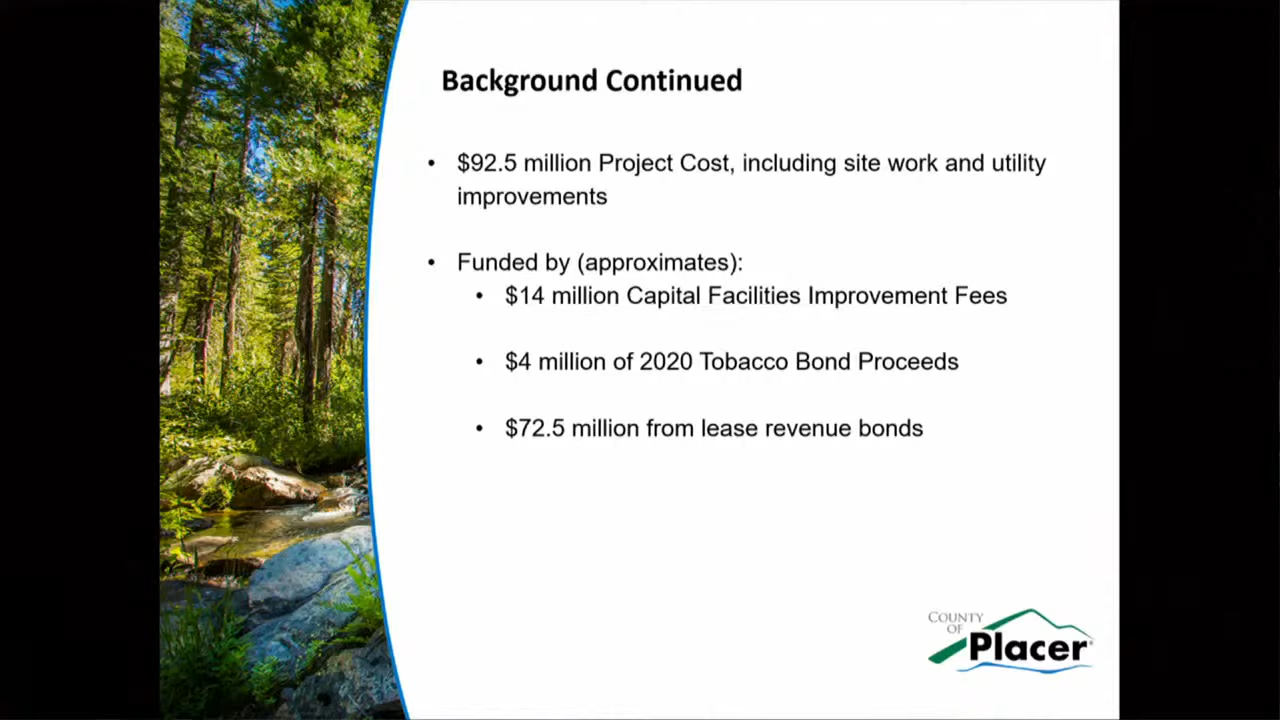 Background Continued
• $92.5 million Project Cost, including site work and utility
improvements
• Funded by (approximates):
• $14 million Capital Facilities Improvement Fees
• $4 million of 2020 Tobacco Bond Proceeds
• $72.5 million from lease revenue bonds
COUNTY
OF
Placer